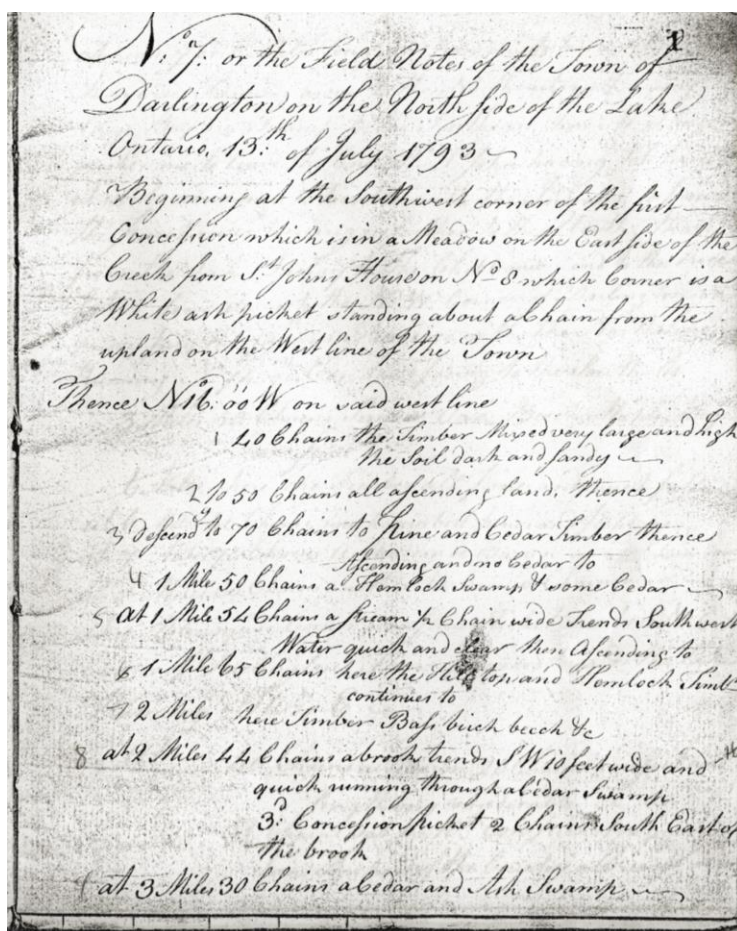 1
No. 7: or the Field Notes of the Town of
Darlington on the North side of the Lake
Ontario, 13:th of July 1793
Beginning at the Southwest corner of the first
Concession which is in a Meadow on the East side of the
Creek from St. Johns House on No 8 which Corner is a
White ash picket standing about a Chain from the
upland on the West line of the Town
Thence N16:00 W on said west line
1 40 Chains the Timber Mixed very large and high
the Soil dark and sandy
2 to 50 Chains all ascending land. thence
3 descendg to 70 Chains to Pine and Cedar Timber thence
Ascending and no Cedar to
4 1 Mile 50 Chains a Hemlock Swamp & some Cedar
5 at 1 Mile 54 Chains a stream 1/2 Chain wide Trends Southwest
Water quick and clear then Ascending to
6 1 Mile 65 Chains here the Hill top and Hemlock Timbr
continues to
7 2 Miles here Timber Bass birch beech &c
8 at 2 Miles 44 Chains a brook trends SW 10 feet wide and
quick running through a Cedar Swamp
3d: Concession picket 2 Chains South East of
the brook
at 3 Miles 30 Chains a Cedar and Ash Swamp